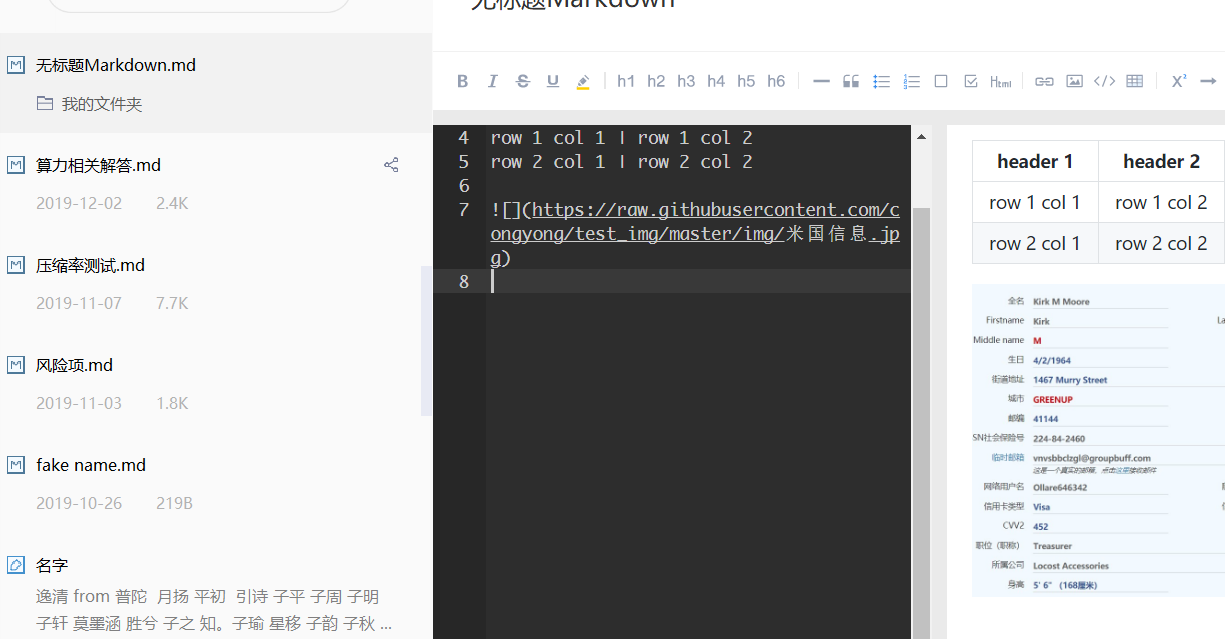 无标题Markdown
无标题Markdown.md
我的文件夹
算力相关解答.md
2019-12-02 2.4K
压缩率测试.md
2019-11-07 7.7K
风险项.md
2019-11-03 1.8K
fake name.md
2019-10-26 219B
名字
逸清 from 普陀 月扬 平初 引诗 子平 子周 子明
子轩 莫墨涵 胜兮 子之 知。子瑜 星移 子韵 子秋 ...
B I S U h1 h2 h3 h4 h5 h6 Html </> X²
4 row 1 col 1 | row 1 col 2
5 row 2 col 1 | row 2 col 2
6
7 ![](https://raw.githubusercontent.com/c
ongyong/test_img/master/img/米国信息.jp
g)
8
header 1 header 2
row 1 col 1 row 1 col 2
row 2 col 1 row 2 col 2
全名 Kirk M Moore
Firstname Kirk La
Middle name M
生日 4/2/1964
街道地址 1467 Murry Street
城市 GREENUP
邮编 41144
SN社会保险号 224-84-2460
临时邮箱 vnvsbbclzgl@groupbuff.com
这是一个真实的邮箱，点击这里接收邮件
网络用户名 Ollare646342
信用卡类型 Visa
CVV2 452
职位（职称） Treasurer
所属公司 Locost Accessories
身高 5' 6" （168厘米）